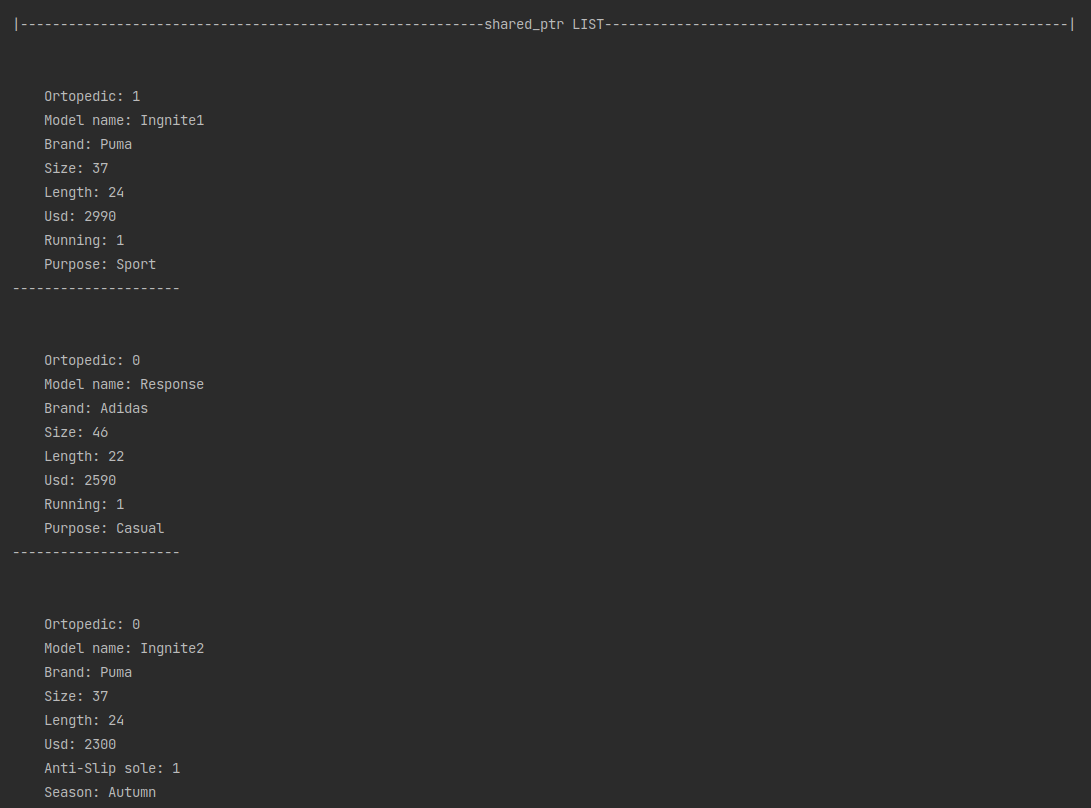 |----------------------------------------------------------shared_ptr LIST----------------------------------------------------------|
Ortopedic: 1
Model name: Ingnite1
Brand: Puma
Size: 37
Length: 24
Usd: 2990
Running: 1
Purpose: Sport
---------------------
Ortopedic: 0
Model name: Response
Brand: Adidas
Size: 46
Length: 22
Usd: 2590
Running: 1
Purpose: Casual
---------------------
Ortopedic: 0
Model name: Ingnite2
Brand: Puma
Size: 37
Length: 24
Usd: 2300
Anti-Slip sole: 1
Season: Autumn